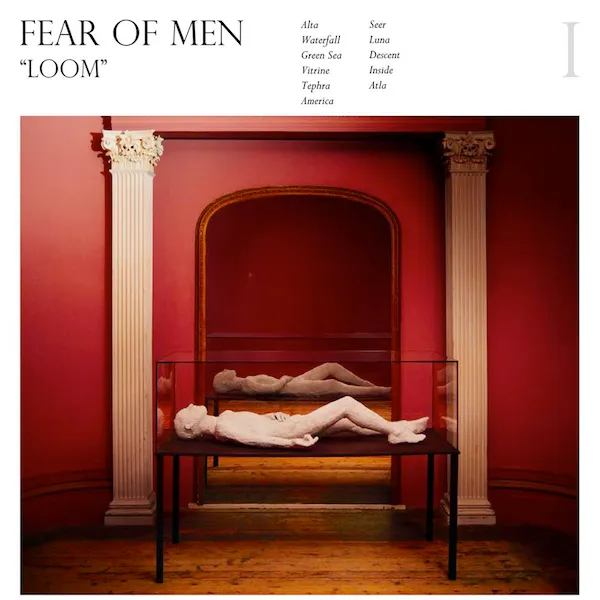 FEAR OF MEN
“LOOM”
Alta
Waterfall
Green Sea
Vitrine
Tephra
America
Seer
Luna
Descent
Inside
Atla
I